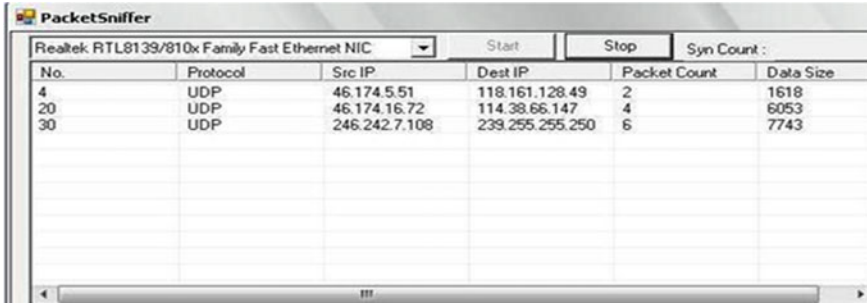 PacketSniffer
Realtek RTL8139/810x Family Fast Ethernet NIC Start Stop Syn Count :
No. Protocol Src IP Dest IP Packet Count Data Size
4 UDP 46.174.5.51 118.161.128.49 2 1618
20 UDP 46.174.16.72 114.38.66.147 4 6053
30 UDP 246.242.7.108 239.255.255.250 6 7743